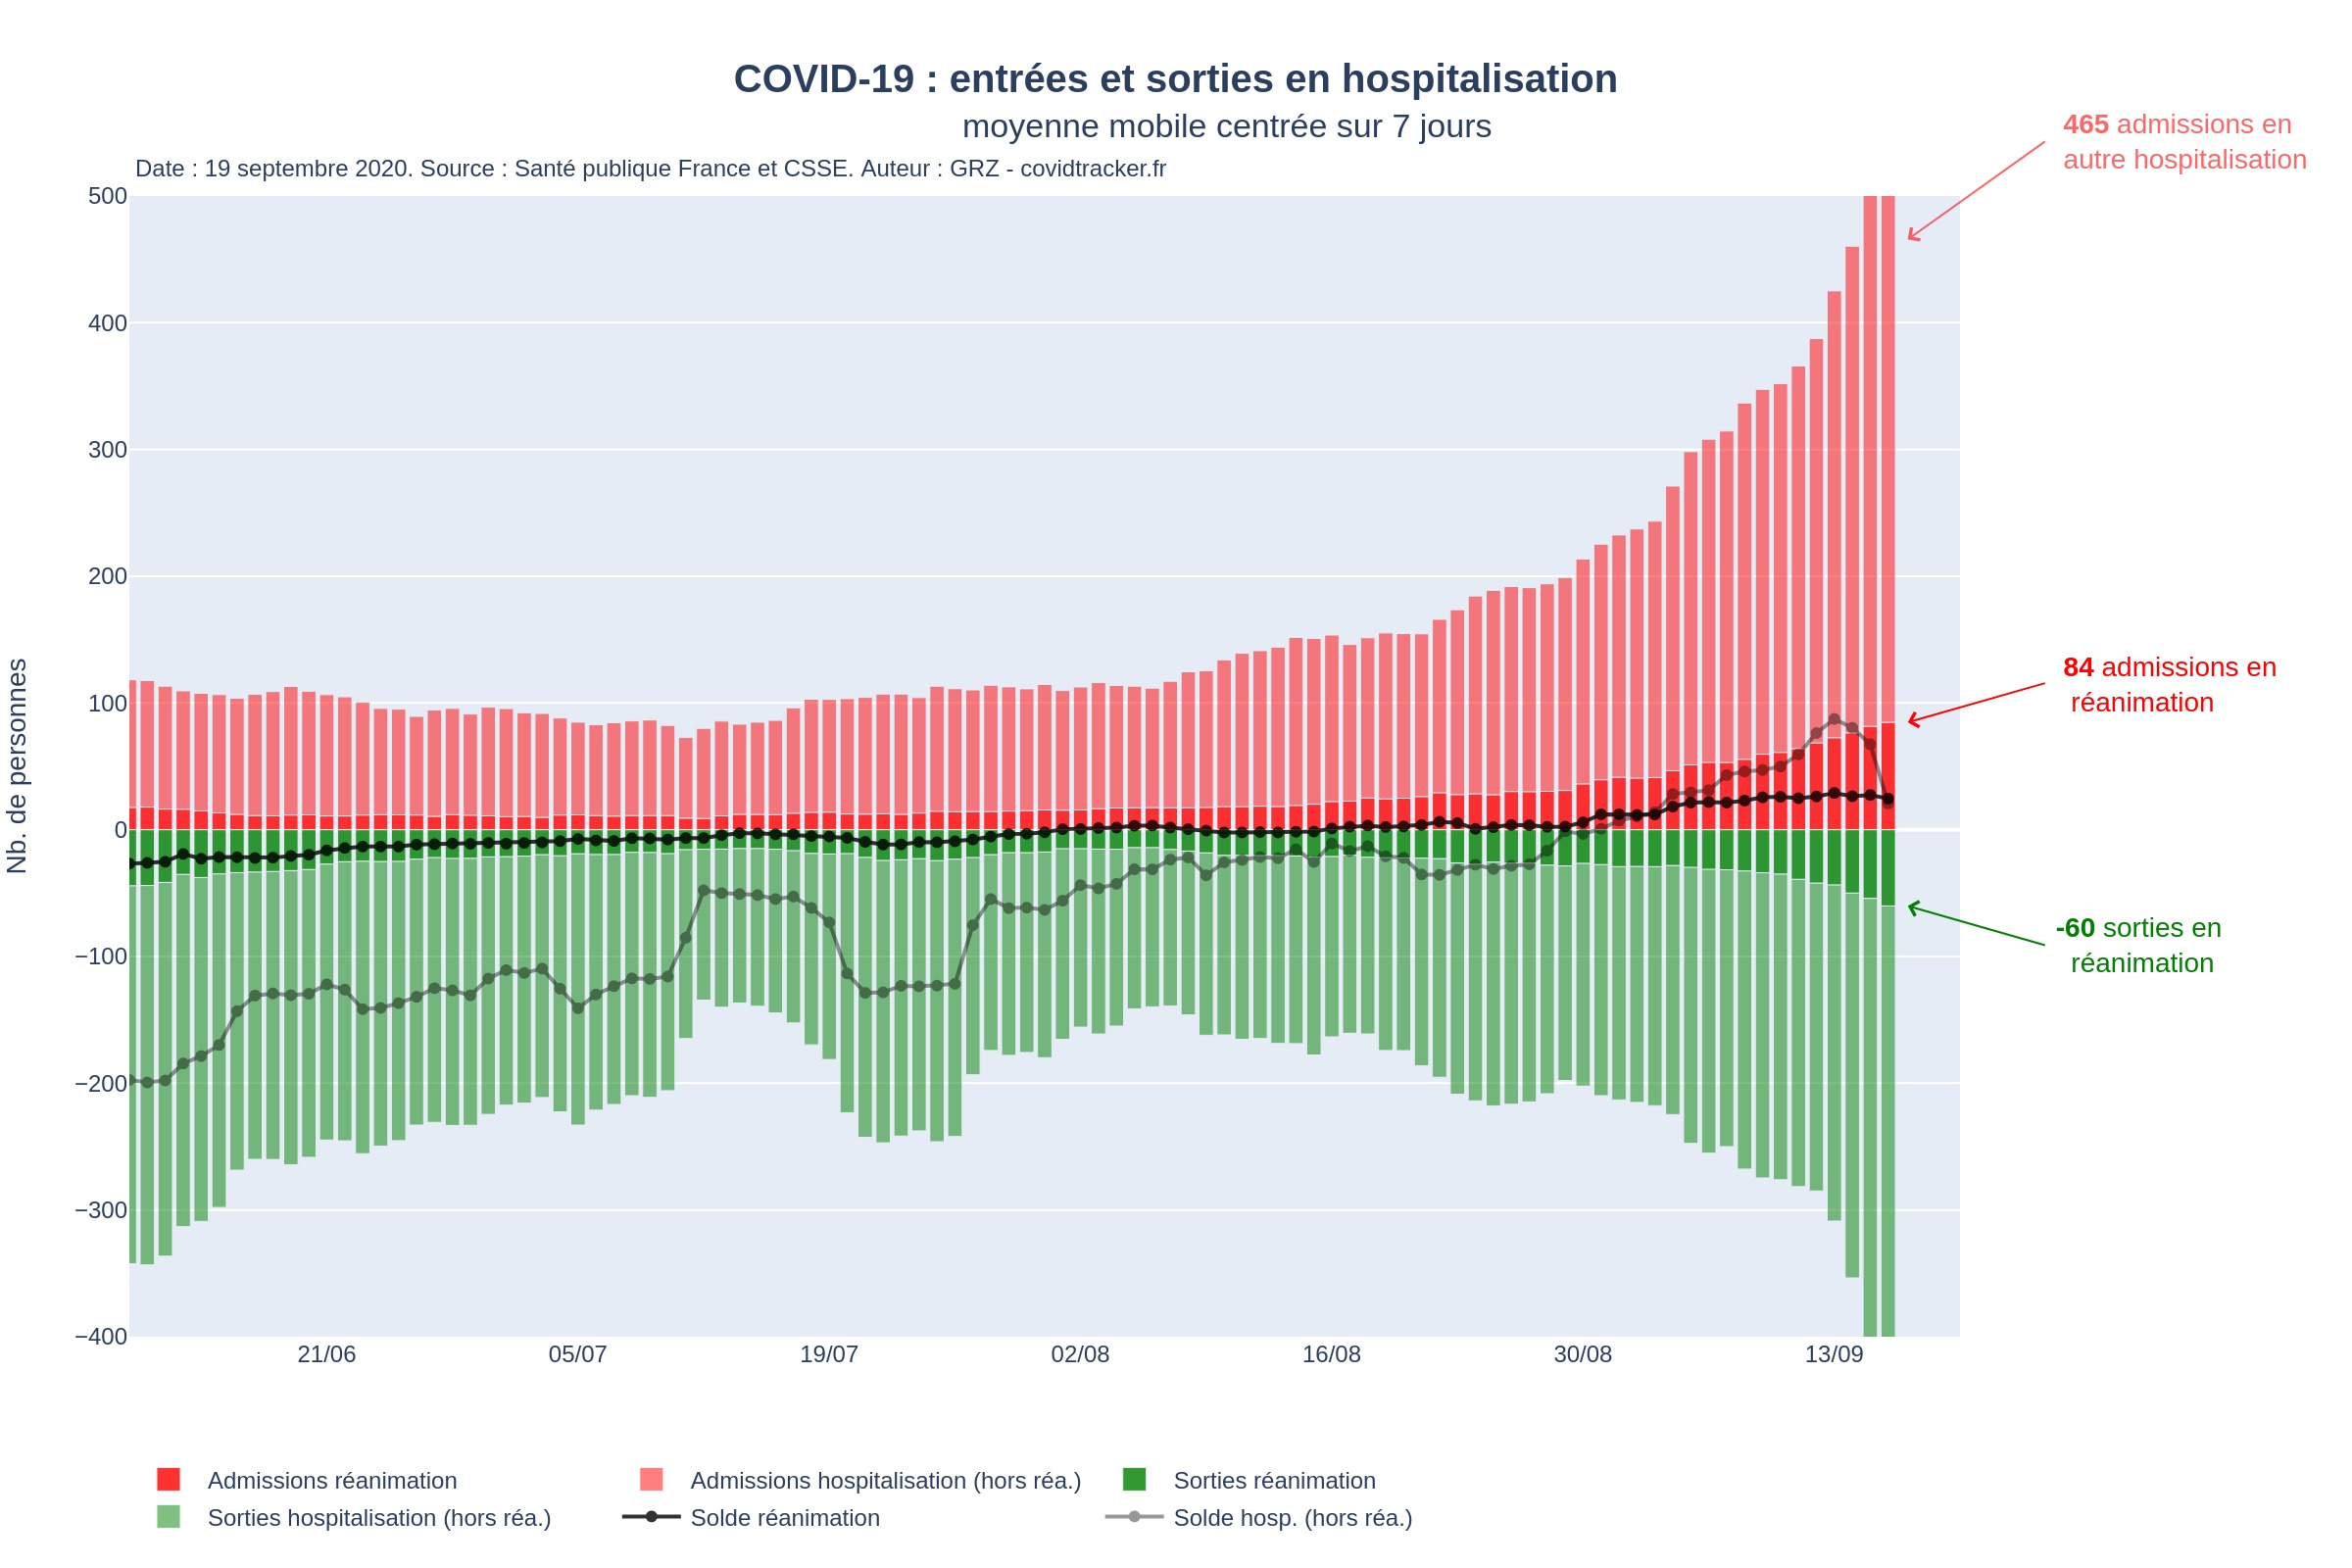 COVID-19 : entrées et sorties en hospitalisation
moyenne mobile centrée sur 7 jours
Date : 19 septembre 2020. Source : Santé publique France et CSSE. Auteur : GRZ - covidtracker.fr
465 admissions en
autre hospitalisation
84 admissions en
réanimation
-60 sorties en
réanimation
Nb. de personnes
500
400
300
200
100
0
−100
−200
−300
−400
21/06
05/07
19/07
02/08
16/08
30/08
13/09
Admissions réanimation
Admissions hospitalisation (hors réa.)
Sorties réanimation
Sorties hospitalisation (hors réa.)
Solde réanimation
Solde hosp. (hors réa.)